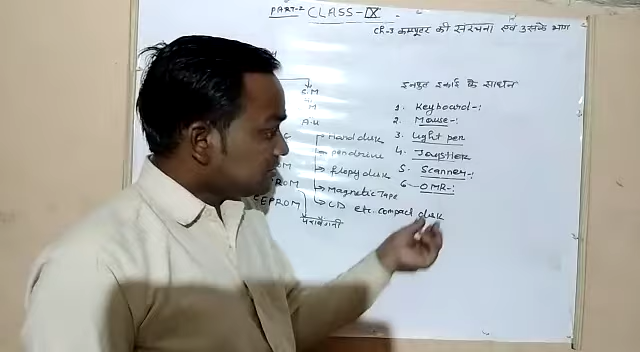 PART-2 CLASS-IX
CH-3 कम्प्यूटर की संरचना एवं उसके भाग
C.M
M
A.U
Hard disk
pendrive
flopy disk
Magnetic Tape
CD etc. compact disk
EEPROM
इनपुट इकाई के साधन
1. Keyboard-:
2. Mouse-:
3. Light pen
4. Joystick
5. Scanner-:
6. OMR-: